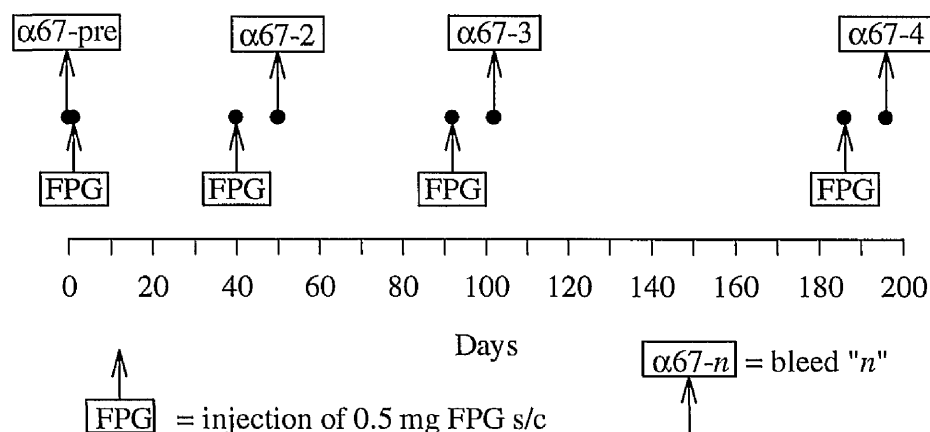 α67-pre α67-2 α67-3 α67-4
FPG FPG FPG FPG
0 20 40 60 80 100 120 140 160 180 200
Days
α67-n = bleed "n"
FPG = injection of 0.5 mg FPG s/c